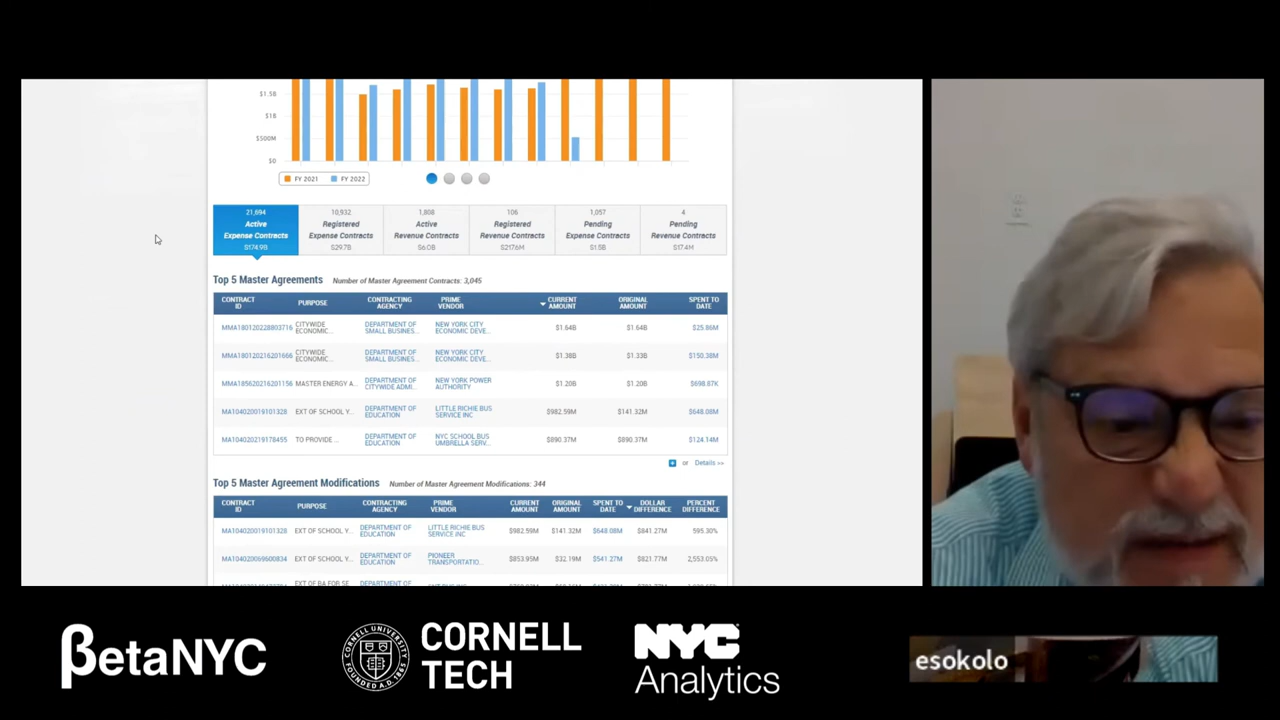 $1.5B
$1B
$500M
$0
FY 2021 FY 2022
21,694 10,932 1,808 106 1,057 4
Active Registered Active Registered Pending Pending
Expense Contracts Expense Contracts Revenue Contracts Revenue Contracts Expense Contracts Revenue Contracts
$174.9B $29.7B $6.0B $217.6M $1.5B $17.4M
Top 5 Master Agreements Number of Master Agreement Contracts: 3,045
CONTRACT ID PURPOSE CONTRACTING AGENCY PRIME VENDOR CURRENT AMOUNT ORIGINAL AMOUNT SPENT TO DATE
MMA180120228803716 CITYWIDE ECONOMIC... DEPARTMENT OF SMALL BUSINES... NEW YORK CITY ECONOMIC DEVE... $1.64B $1.64B $25.86M
MMA180120216201666 CITYWIDE ECONOMIC... DEPARTMENT OF SMALL BUSINES... NEW YORK CITY ECONOMIC DEVE... $1.38B $1.33B $150.38M
MMA185620216201156 MASTER ENERGY A... DEPARTMENT OF CITYWIDE ADMI... NEW YORK POWER AUTHORITY $1.20B $1.20B $698.87K
MA104020019101328 EXT OF SCHOOL Y... DEPARTMENT OF EDUCATION LITTLE RICHIE BUS SERVICE INC $982.59M $141.32M $648.08M
MA104020219178455 TO PROVIDE ... DEPARTMENT OF EDUCATION NYC SCHOOL BUS UMBRELLA SERV... $890.37M $890.37M $124.14M
or Details >>
Top 5 Master Agreement Modifications Number of Master Agreement Modifications: 344
CONTRACT ID PURPOSE CONTRACTING AGENCY PRIME VENDOR CURRENT AMOUNT ORIGINAL AMOUNT SPENT TO DATE DOLLAR DIFFERENCE PERCENT DIFFERENCE
MA104020019101328 EXT OF SCHOOL Y... DEPARTMENT OF EDUCATION LITTLE RICHIE BUS SERVICE INC $982.59M $141.32M $648.08M $841.27M 595.30%
MA104020069600834 EXT OF SCHOOL Y... DEPARTMENT OF EDUCATION PIONEER TRANSPORTATIO... $853.95M $32.19M $541.27M $821.77M 2,553.05%
βetaNYC
CORNELL UNIVERSITY FOUNDED A.D. 1865
CORNELL
TECH
NYC
Analytics
esokolo